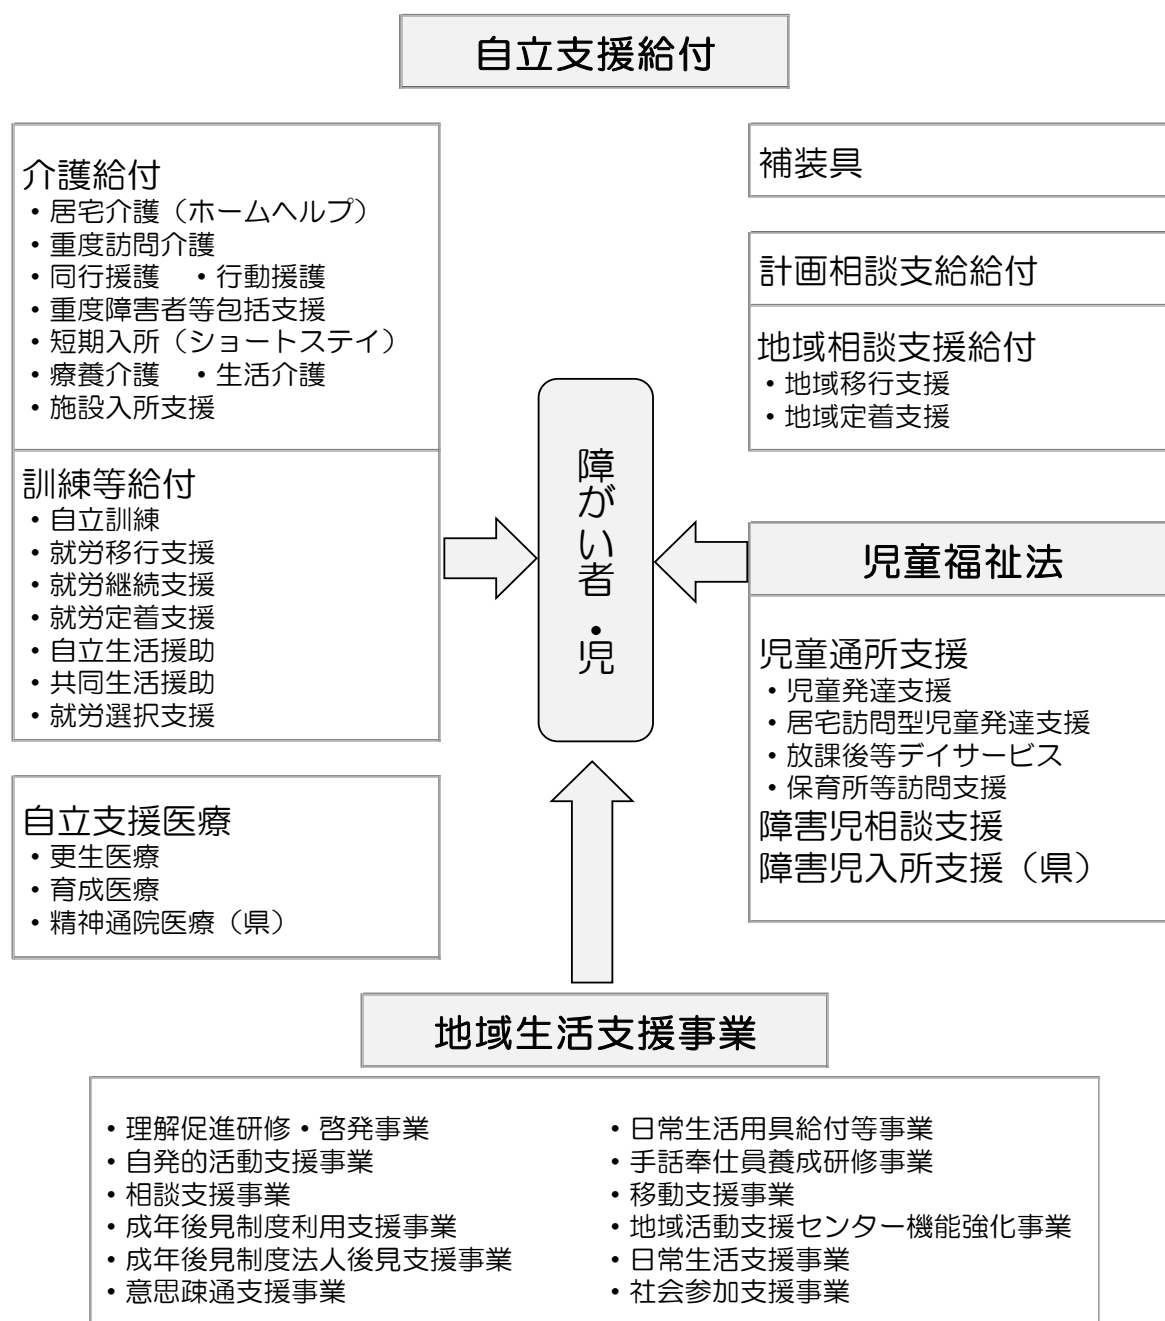 自立支援給付
介護給付
・居宅介護（ホームヘルプ）
・重度訪問介護
・同行援護　・行動援護
・重度障害者等包括支援
・短期入所（ショートステイ）
・療養介護　・生活介護
・施設入所支援
訓練等給付
・自立訓練
・就労移行支援
・就労継続支援
・就労定着支援
・自立生活援助
・共同生活援助
・就労選択支援
自立支援医療
・更生医療
・育成医療
・精神通院医療（県）
障がい者・児
補装具
計画相談支給給付
地域相談支援給付
・地域移行支援
・地域定着支援
児童福祉法
児童通所支援
・児童発達支援
・居宅訪問型児童発達支援
・放課後等デイサービス
・保育所等訪問支援
障害児相談支援
障害児入所支援（県）
地域生活支援事業
・理解促進研修・啓発事業
・自発的活動支援事業
・相談支援事業
・成年後見制度利用支援事業
・成年後見制度法人後見支援事業
・意思疎通支援事業
・日常生活用具給付等事業
・手話奉仕員養成研修事業
・移動支援事業
・地域活動支援センター機能強化事業
・日常生活支援事業
・社会参加支援事業